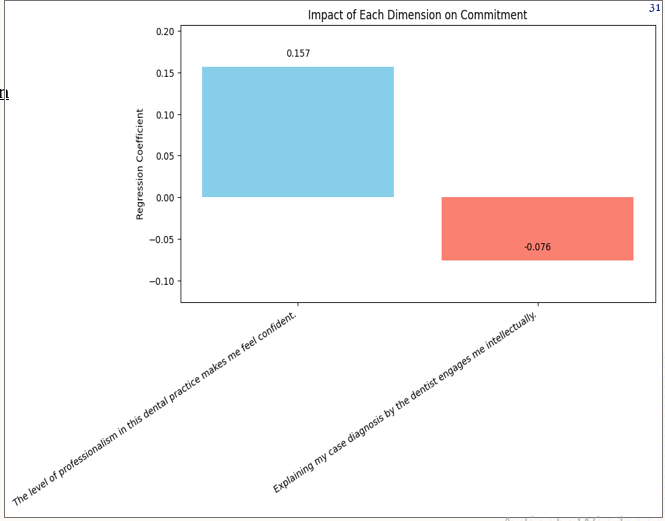 31
Impact of Each Dimension on Commitment
n
Regression Coefficient
0.20
0.15
0.10
0.05
0.00
−0.05
−0.10
0.157
-0.076
The level of professionalism in this dental practice makes me feel confident.
Explaining my case diagnosis by the dentist engages me intellectually.